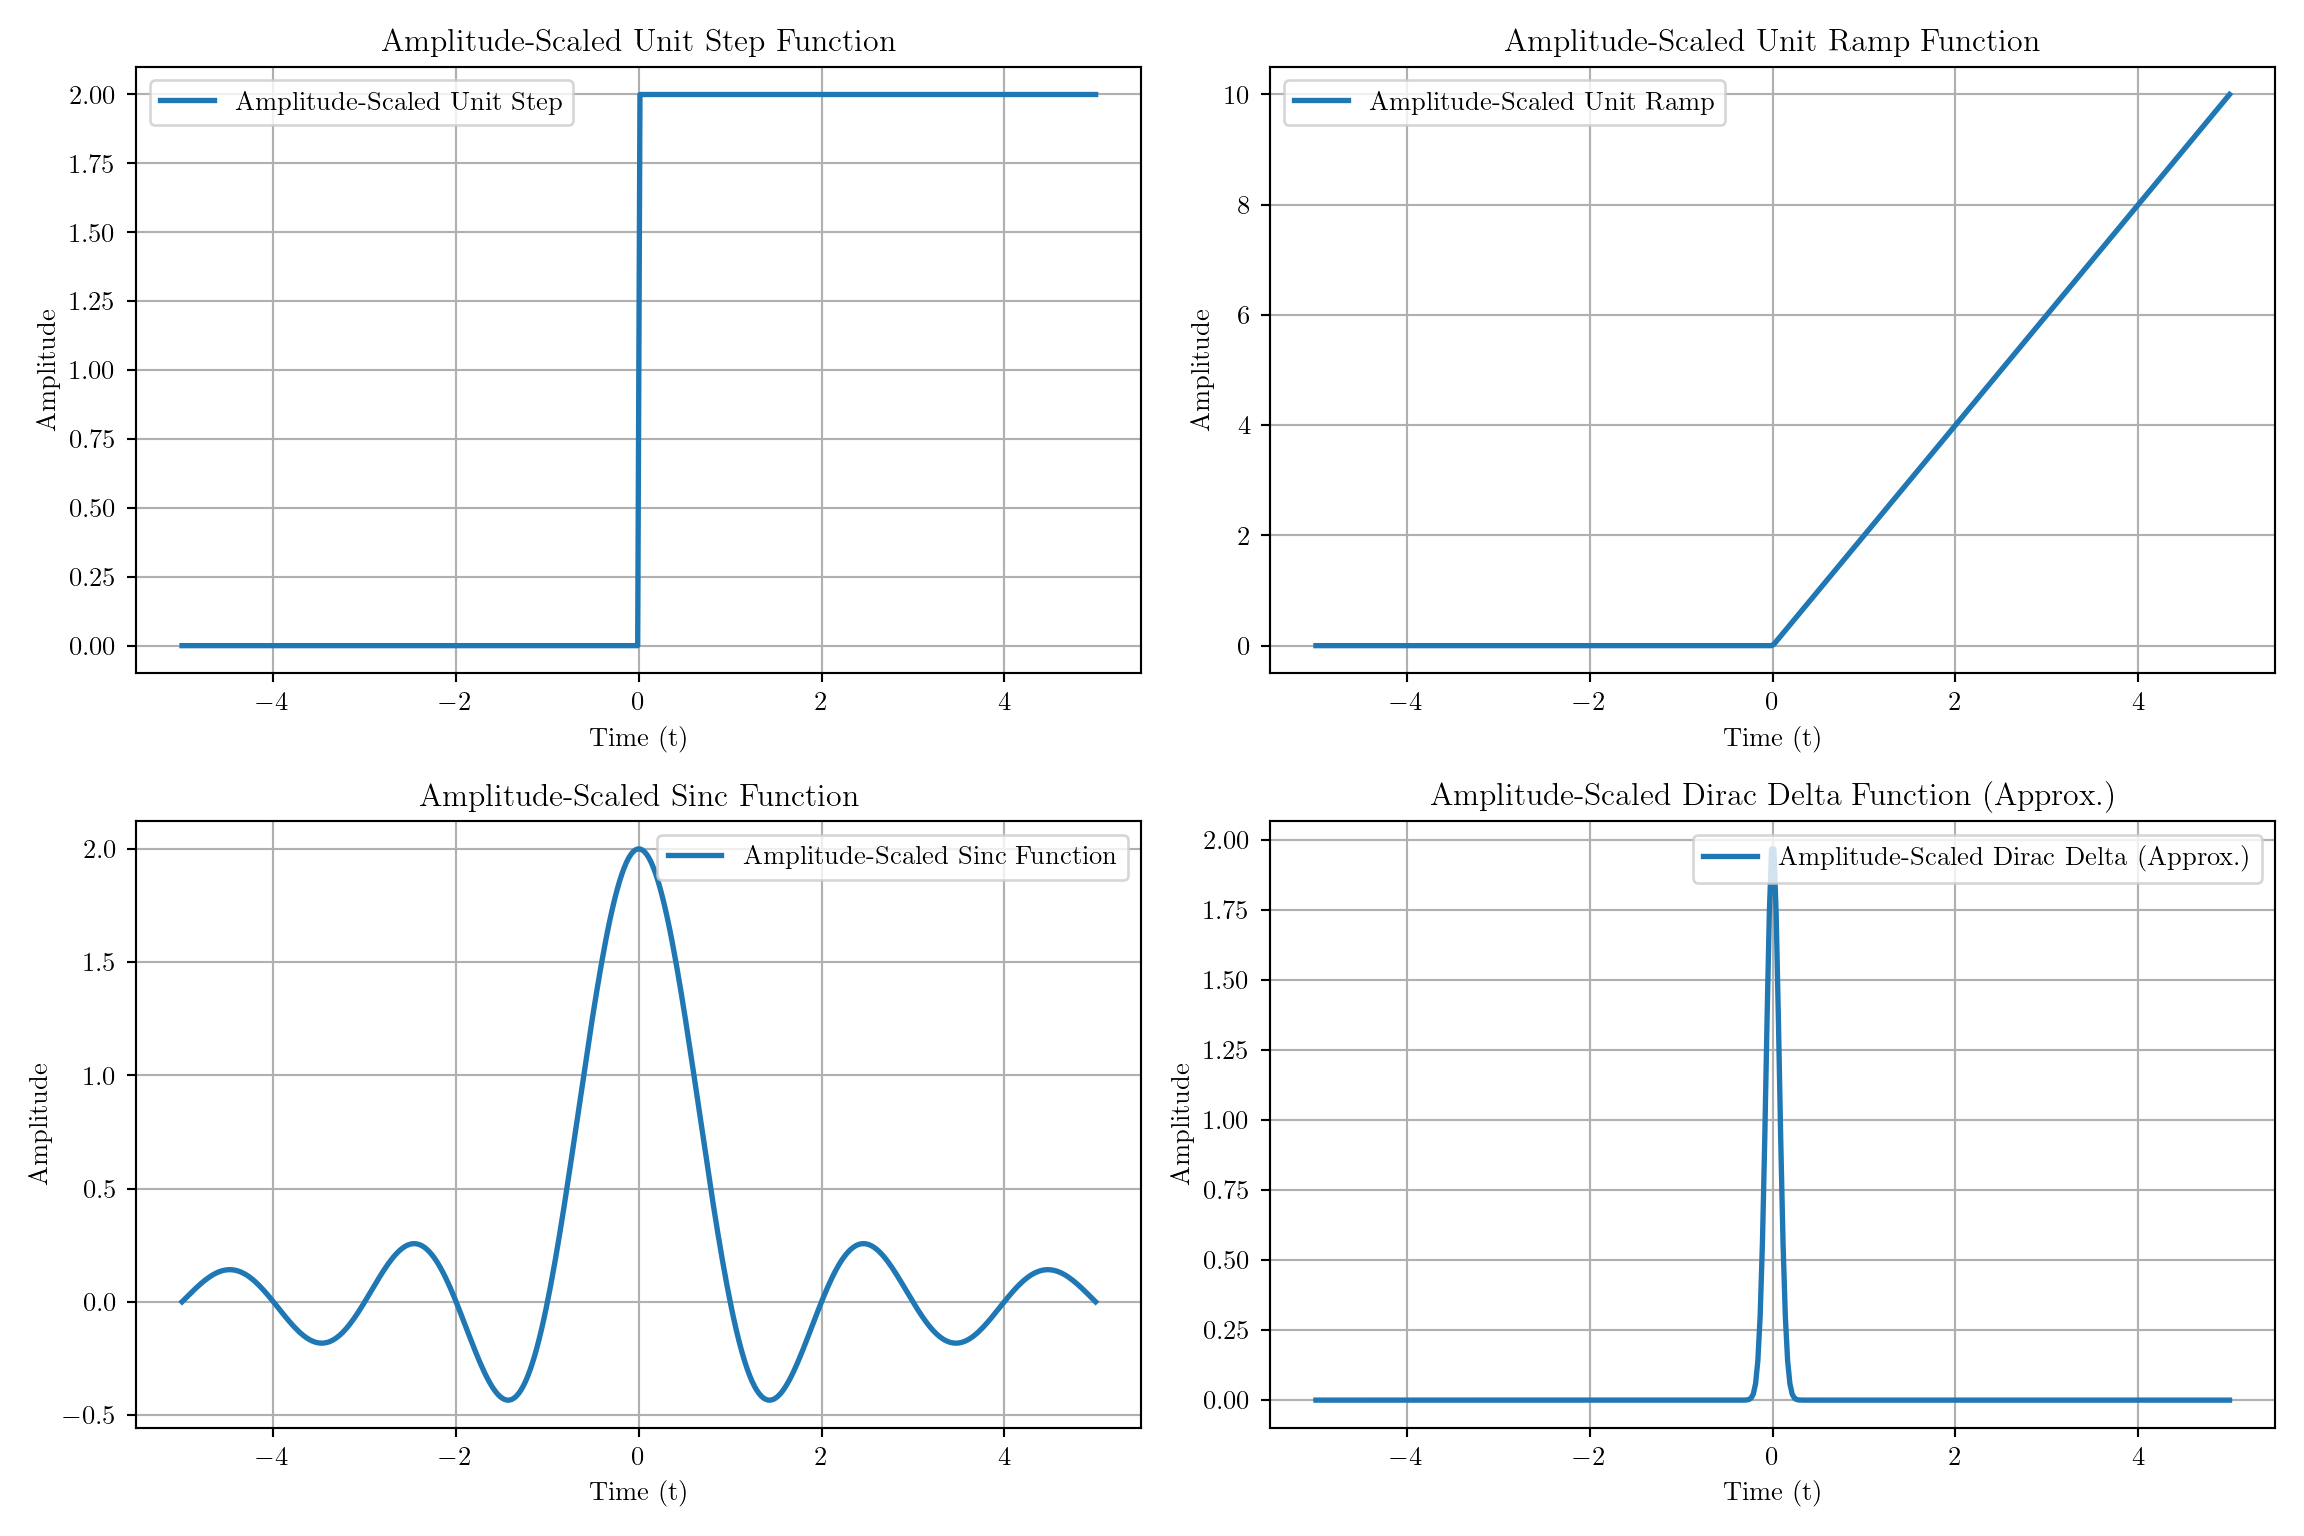 Amplitude-Scaled Unit Step Function
Amplitude-Scaled Unit Step
2.00
1.75
1.50
1.25
1.00
0.75
0.50
0.25
0.00
Amplitude
−4 −2 0 2 4
Time (t)
Amplitude-Scaled Unit Ramp Function
Amplitude-Scaled Unit Ramp
10
8
6
4
2
0
Amplitude
−4 −2 0 2 4
Time (t)
Amplitude-Scaled Sinc Function
Amplitude-Scaled Sinc Function
2.0
1.5
1.0
0.5
0.0
−0.5
Amplitude
−4 −2 0 2 4
Time (t)
Amplitude-Scaled Dirac Delta Function (Approx.)
Amplitude-Scaled Dirac Delta (Approx.)
2.00
1.75
1.50
1.25
1.00
0.75
0.50
0.25
0.00
Amplitude
−4 −2 0 2 4
Time (t)